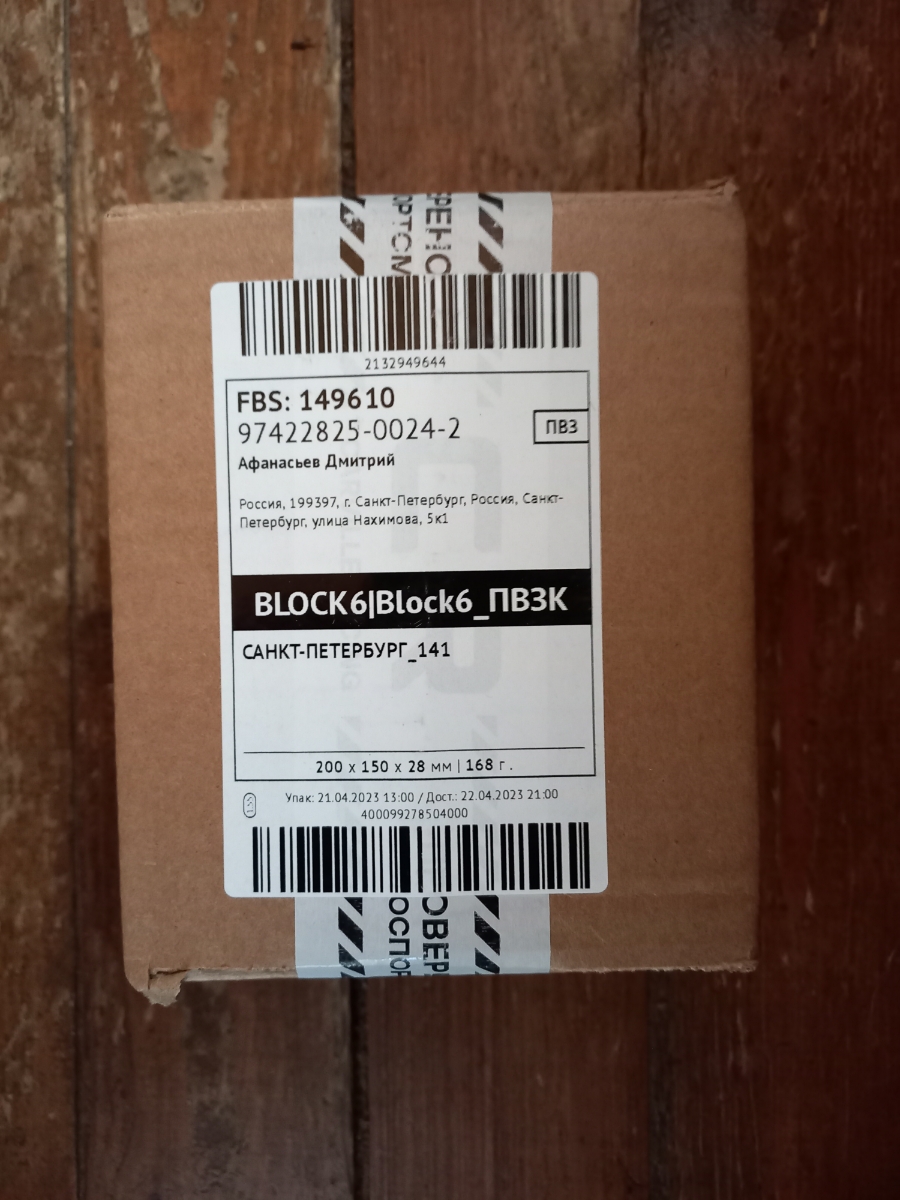 2132949644
FBS: 149610
97422825-0024-2
ПВЗ
Афанасьев Дмитрий
Россия, 199397, г. Санкт-Петербург, Россия, Санкт-
Петербург, улица Нахимова, 5к1
BLOCK6|Block6_ПВЗК
САНКТ-ПЕТЕРБУРГ_141
200 x 150 x 28 мм | 168 г.
Упак: 21.04.2023 13:00 / Дост.: 22.04.2023 21:00
400099278504000